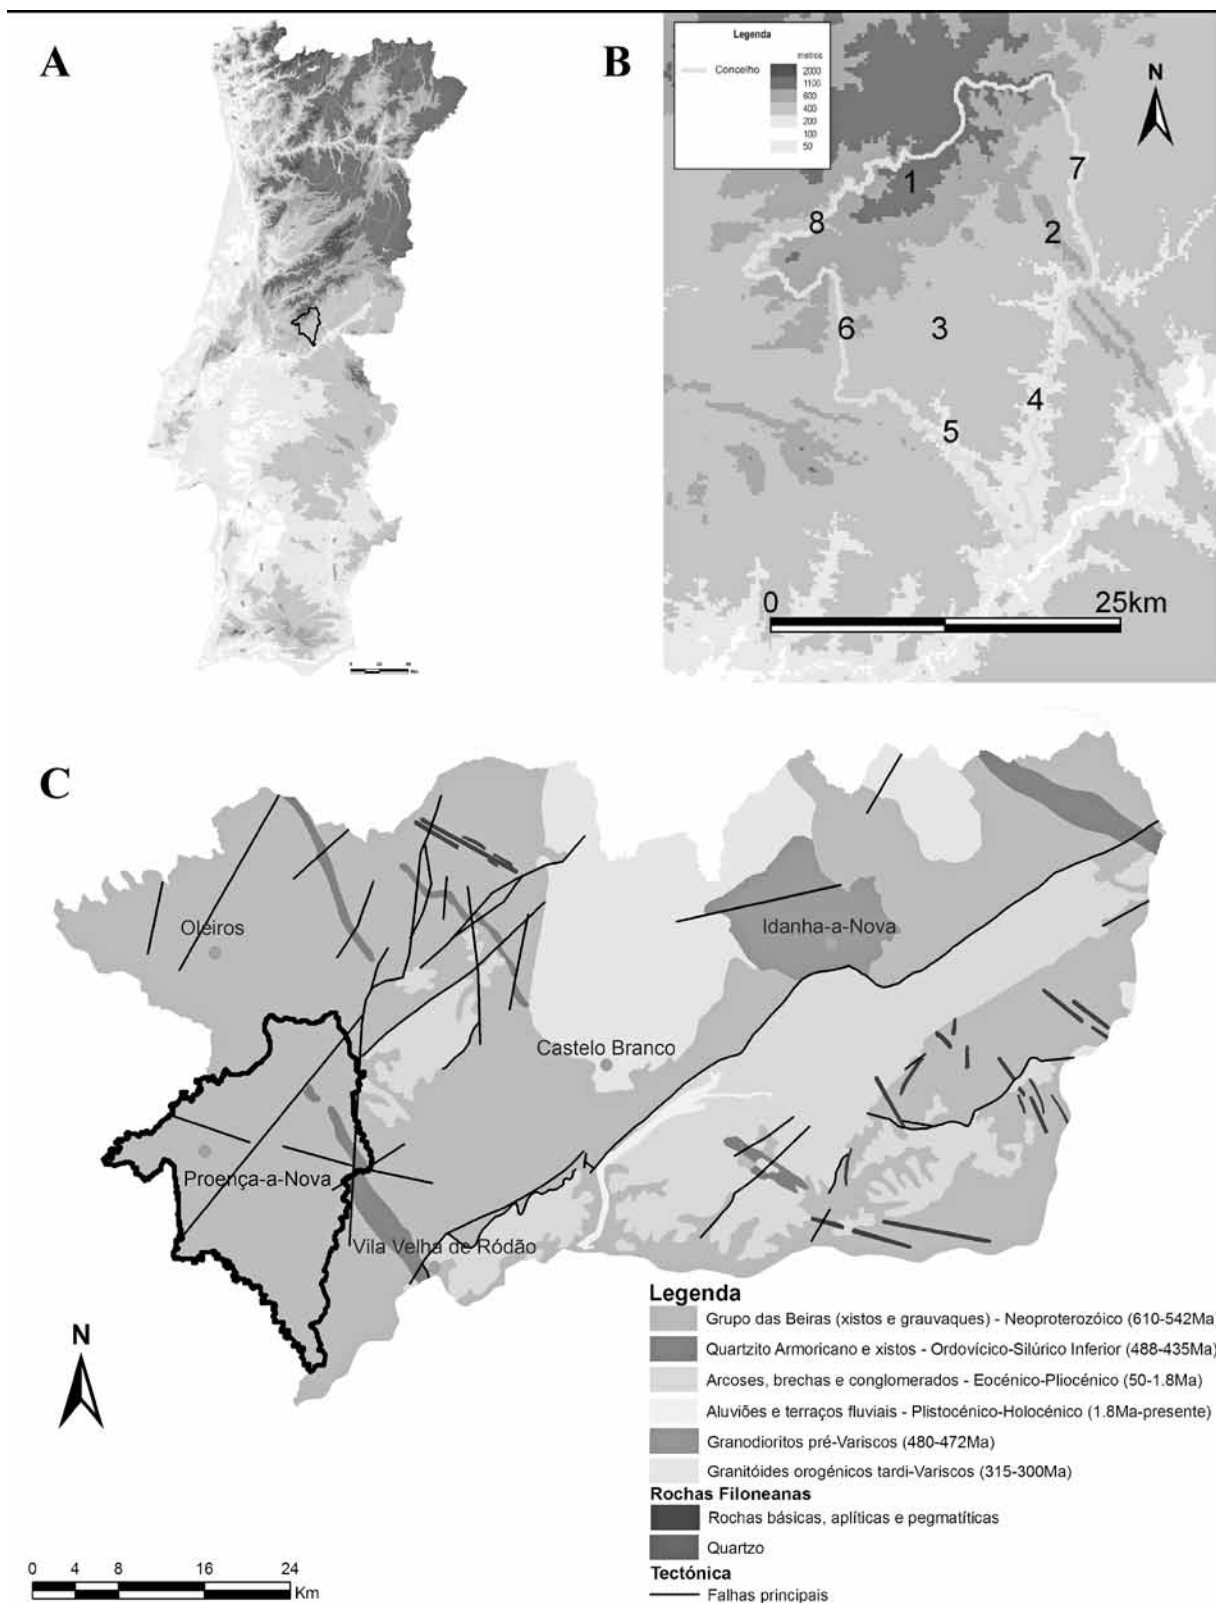 A
B
Legenda
metros
Concelho
2000
1100
600
400
200
100
50
N
1
2
3
4
5
6
7
8
0 25km
C
Oleiros
Idanha-a-Nova
Castelo Branco
Proença-a-Nova
Vila Velha de Ródão
N
0 4 8 16 24
Km
Legenda
Grupo das Beiras (xistos e grauvaques) - Neoproterozóico (610-542Ma)
Quartzito Armoricano e xistos - Ordovícico-Silúrico Inferior (488-435Ma)
Arcoses, brechas e conglomerados - Eocénico-Pliocénico (50-1.8Ma)
Aluviões e terraços fluviais - Plistocénico-Holocénico (1.8Ma-presente)
Granodioritos pré-Variscos (480-472Ma)
Granitóides orogénicos tardi-Variscos (315-300Ma)
Rochas Filoneanas
Rochas básicas, aplíticas e pegmatíticas
Quartzo
Tectónica
Falhas principais